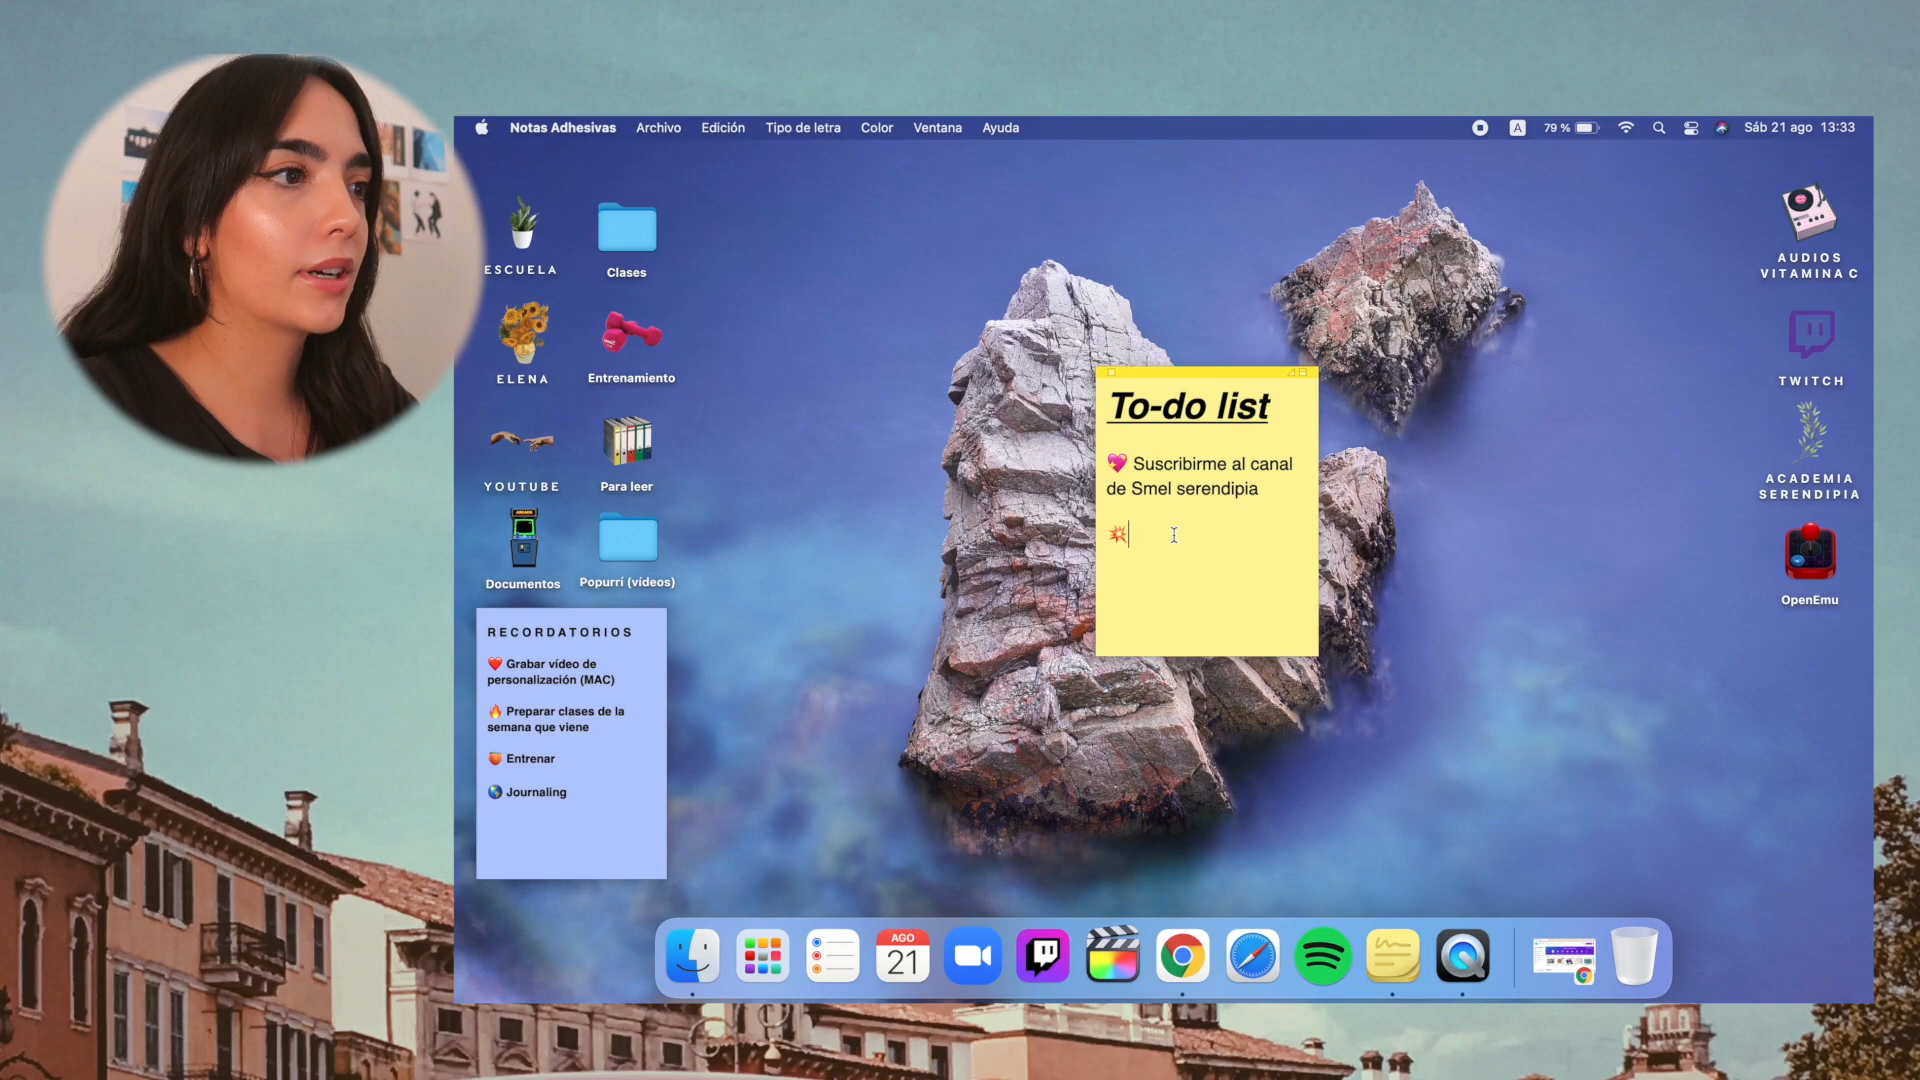 Notas Adhesivas Archivo Edición Tipo de letra Color Ventana Ayuda
A 79 % Sáb 21 ago 13:33
ESCUELA
Clases
ELENA
Entrenamiento
YOUTUBE
Para leer
Documentos
Popurrí (vídeos)
RECORDATORIOS
❤️ Grabar vídeo de
personalización (MAC)
🔥 Preparar clases de la
semana que viene
🍑 Entrenar
🌎 Journaling
To-do list
💖 Suscribirme al canal
de Smel serendipia
💥
AUDIOS
VITAMINA C
TWITCH
ACADEMIA
SERENDIPIA
OpenEmu
AGO
21